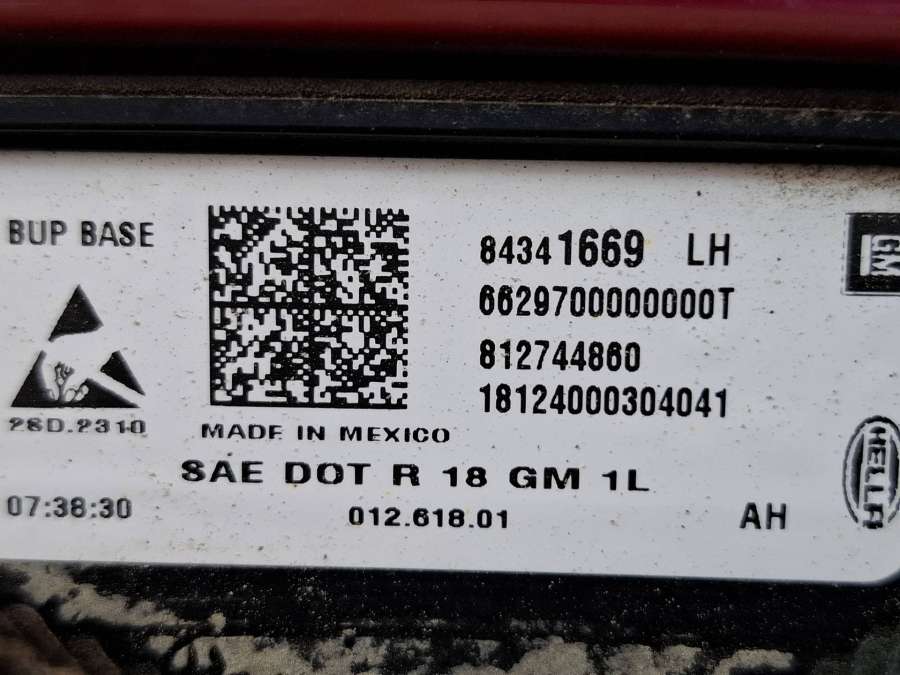 BUP BASE
84341669 LH
GM
6629700000000T
812744860
18124000304041
28D.2310
MADE IN MEXICO
SAE DOT R 18 GM 1L
HELLA
07:38:30
012.618.01
AH